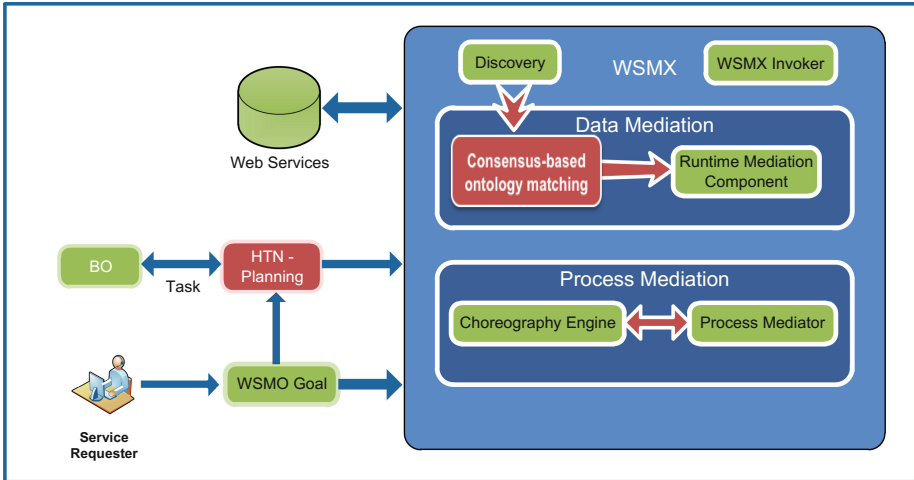 Discovery
WSMX
WSMX Invoker
Web Services
Data Mediation
Consensus-based
ontology matching
Runtime Mediation
Component
BO
Task
HTN -
Planning
Process Mediation
Choreography Engine
Process Mediator
WSMO Goal
Service
Requester